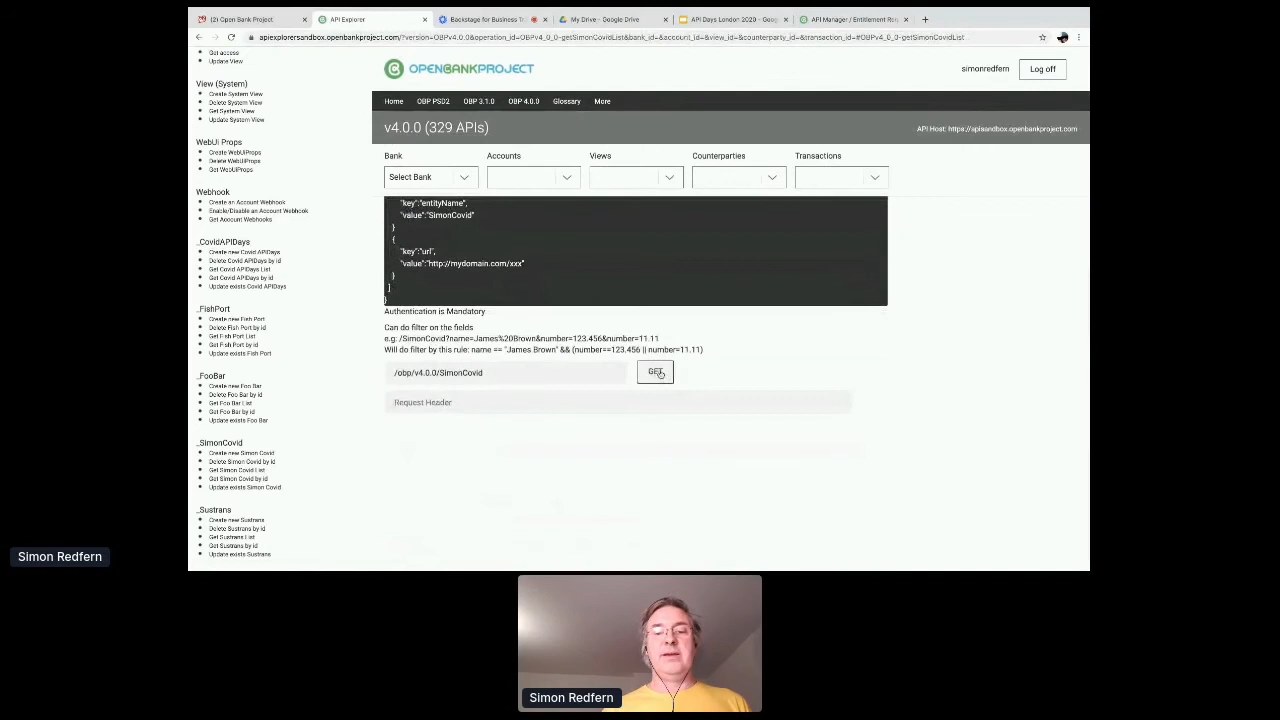 (2) Open Bank Project
API Explorer
Backstage for Business Tr
My Drive - Google Drive
API Days London 2020 - Goog
API Manager / Entitlement Req
apiexplorersandbox.openbankproject.com/?version=OBPv4.0.0&operation_id=OBPv4_0_0-getSimonCovidList&bank_id=&account_id=&view_id=&counterparty_id=&transaction_id=#OBPv4_0_0-getSimonCovidList
Get access
Update View
View (System)
Create System View
Delete System View
Get System View
Update System View
WebUi Props
Create WebUiProps
Delete WebUiProps
Get WebUiProps
Webhook
Create an Account Webhook
Enable/Disable an Account Webhook
Get Account Webhooks
_CovidAPIDays
Create new Covid APIDays
Delete Covid APIDays by id
Get Covid APIDays List
Get Covid APIDays by id
Update exists Covid APIDays
_FishPort
Create new Fish Port
Delete Fish Port by id
Get Fish Port List
Get Fish Port by id
Update exists Fish Port
_FooBar
Create new Foo Bar
Delete Foo Bar by id
Get Foo Bar List
Get Foo Bar by id
Update exists Foo Bar
_SimonCovid
Create new Simon Covid
Delete Simon Covid by id
Get Simon Covid List
Get Simon Covid by id
Update exists Simon Covid
_Sustrans
Create new Sustrans
Delete Sustrans by id
Get Sustrans List
Get Sustrans by id
Update exists Sustrans
OPENBANKPROJECT
simonredfern
Log off
Home OBP PSD2 OBP 3.1.0 OBP 4.0.0 Glossary More
v4.0.0 (329 APIs)
API Host: https://apisandbox.openbankproject.com
Bank Accounts Views Counterparties Transactions
Select Bank
"key":"entityName",
"value":"SimonCovid"
}
{
"key":"url",
"value":"http://mydomain.com/xxx"
}
]
}
Authentication is Mandatory
Can do filter on the fields
e.g: /SimonCovid?name=James%20Brown&number=123.456&number=11.11
Will do filter by this rule: name == "James Brown" && (number==123.456 || number=11.11)
/obp/v4.0.0/SimonCovid
GET
Request Header
Simon Redfern
Simon Redfern